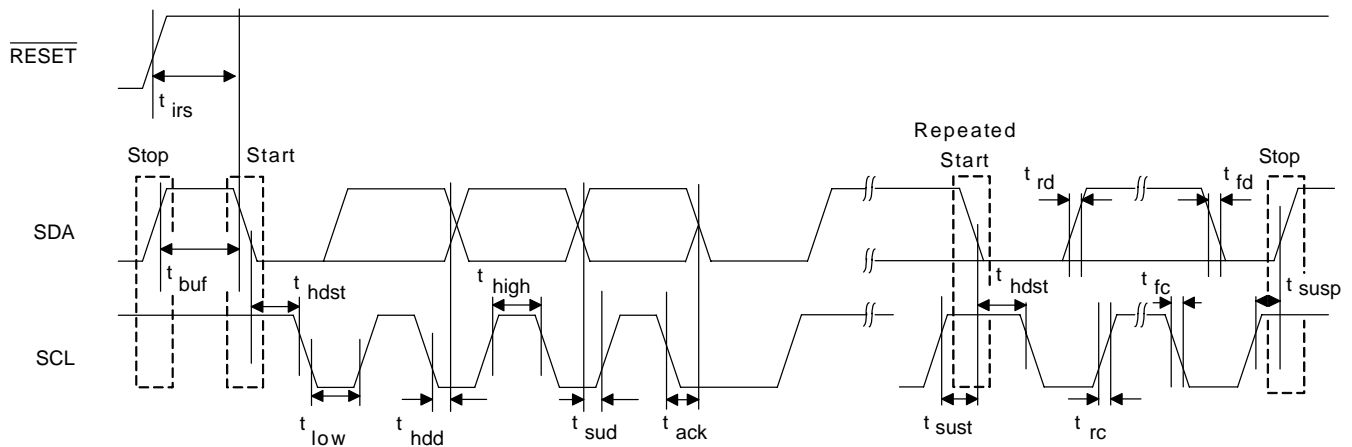 RESET
t irs
Repeated
Stop Start Start Stop
t rd t fd
SDA
t buf t hdst t high t hdst t fc t susp
SCL
t low t hdd t sud t ack t sust t rc